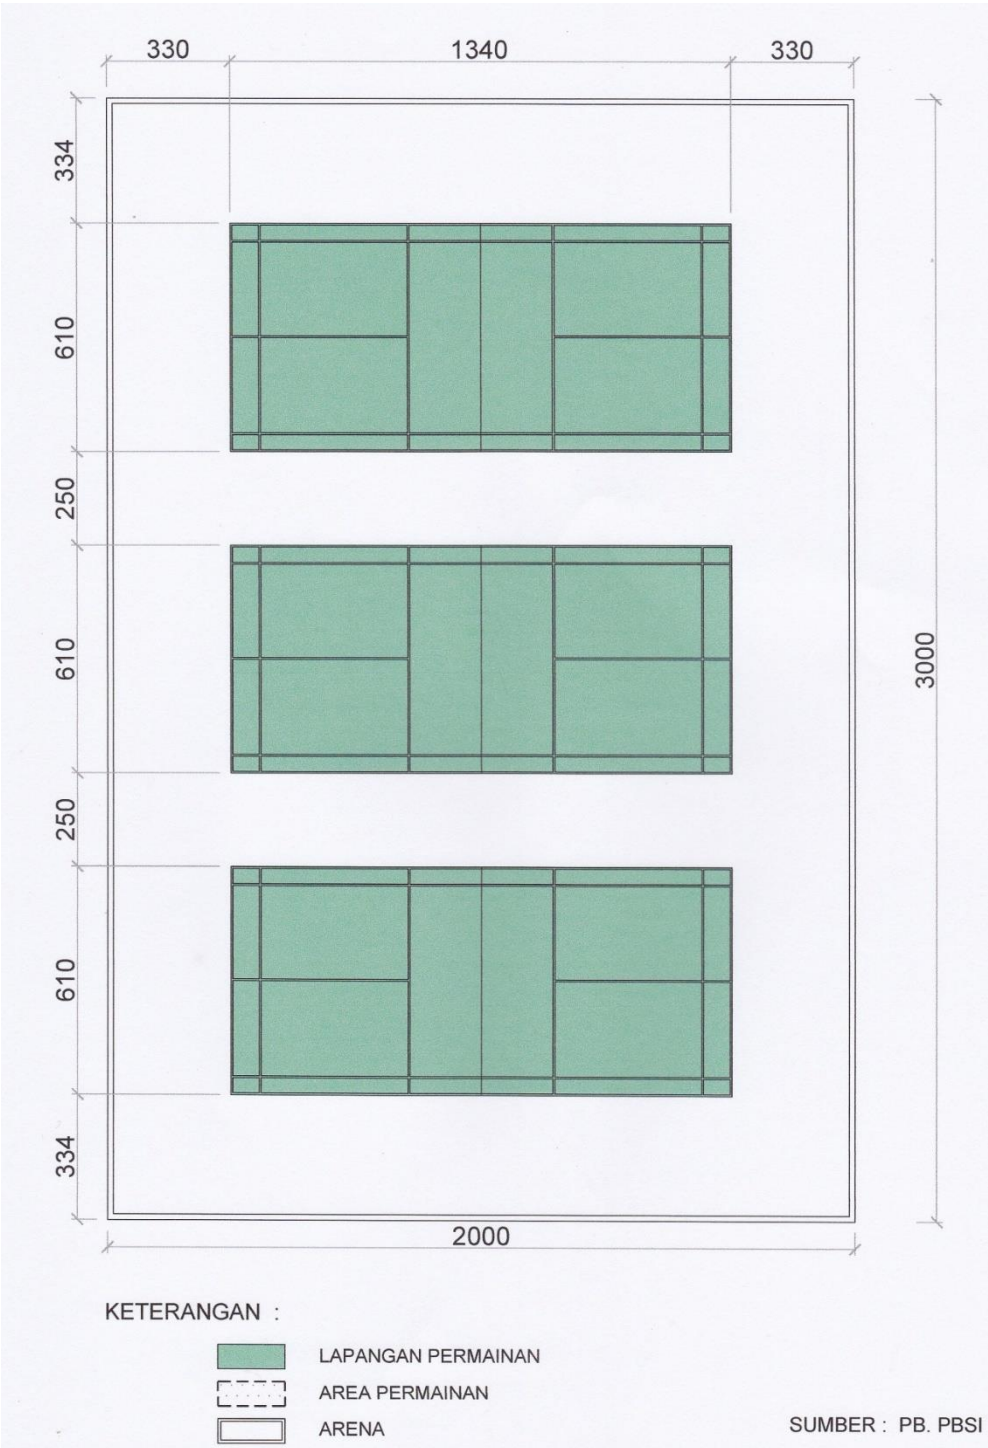 330 1340 330
334
610
250
610
3000
250
610
334
2000
KETERANGAN :
LAPANGAN PERMAINAN
AREA PERMAINAN
ARENA
SUMBER : PB. PBSI